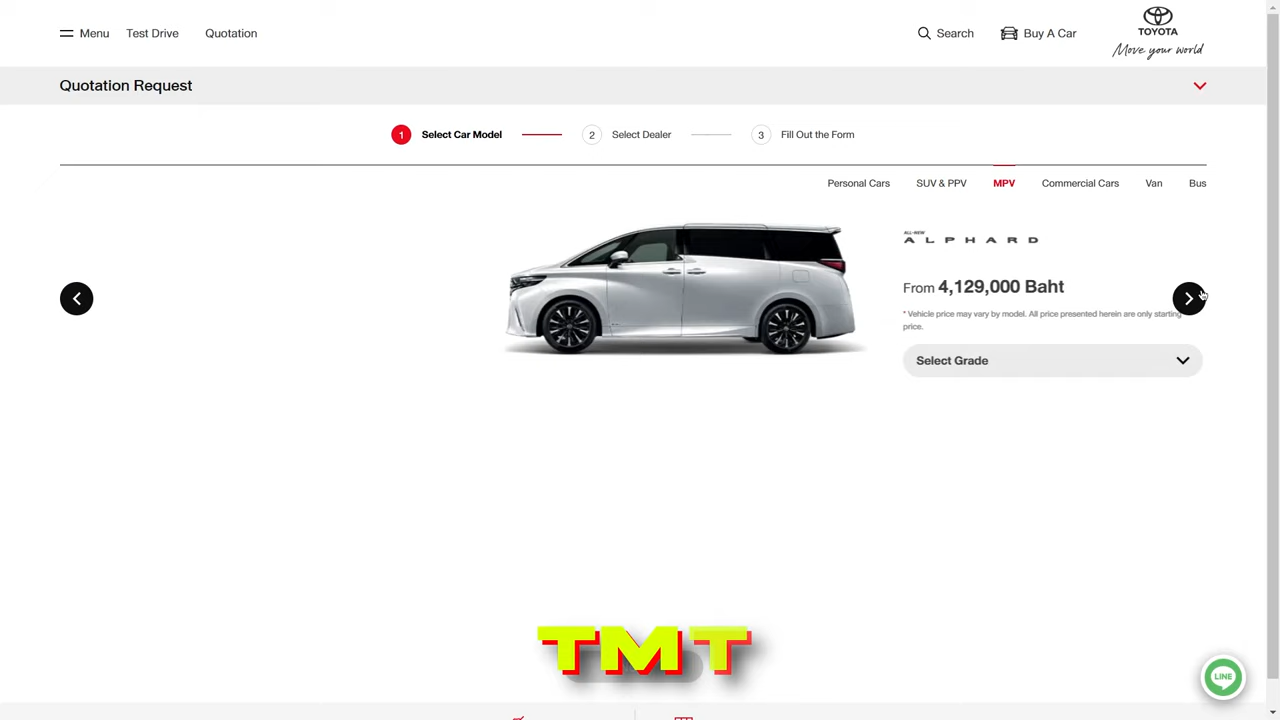 Menu
Test Drive
Quotation
Search
Buy A Car
TOYOTA
Move your world
Quotation Request
1 Select Car Model
2 Select Dealer
3 Fill Out the Form
Personal Cars
SUV & PPV
MPV
Commercial Cars
Van
Bus
ALL-NEW
ALPHARD
From 4,129,000 Baht
* Vehicle price may vary by model. All price presented herein are only starting
price.
Select Grade
TMT
LINE